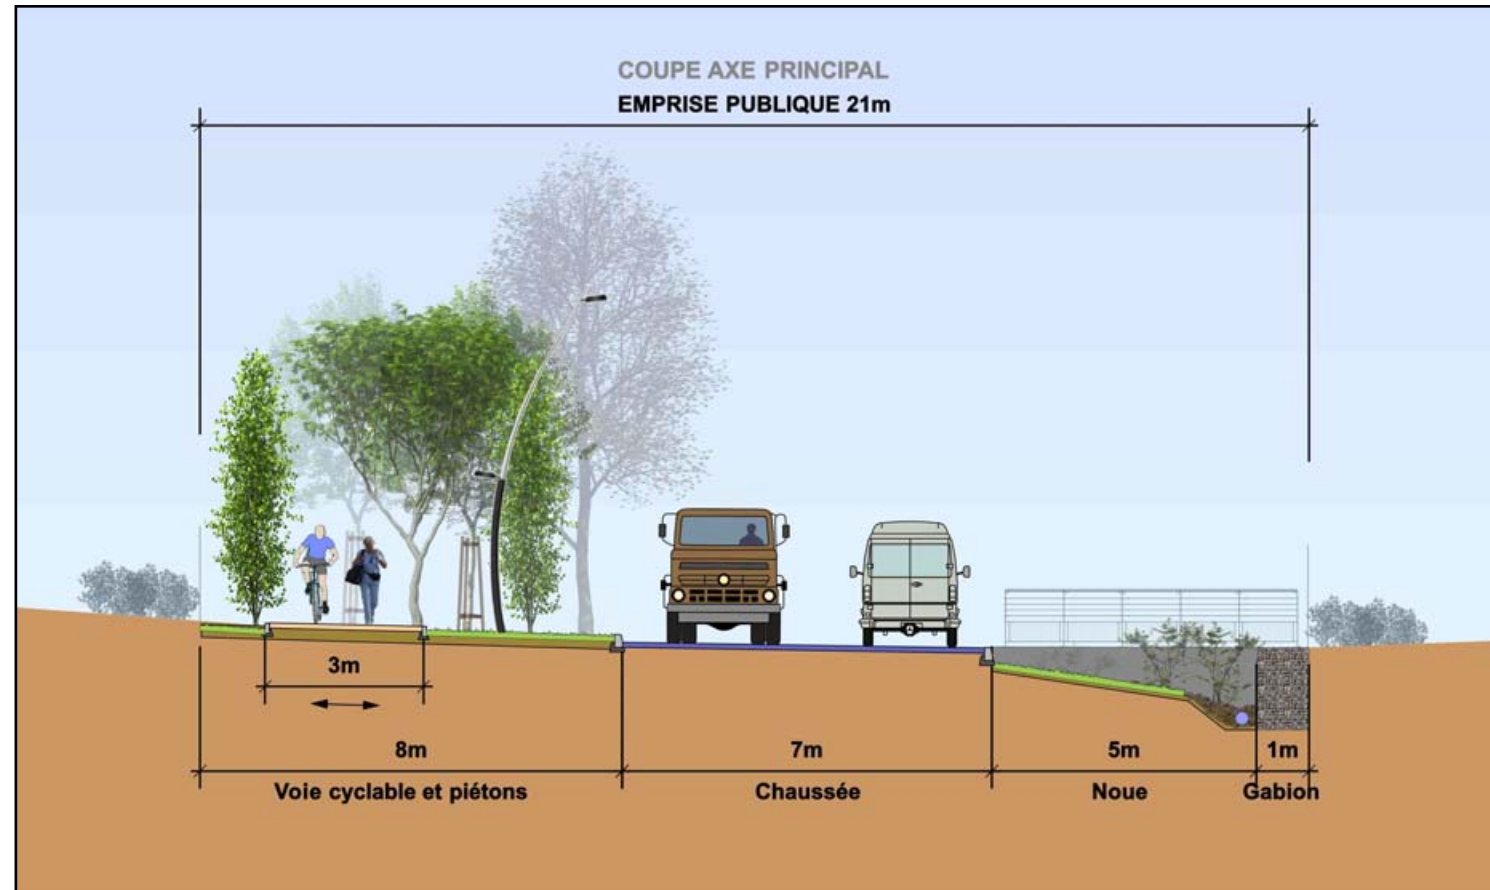 COUPE AXE PRINCIPAL
EMPRISE PUBLIQUE 21m
3m
8m
7m
5m
1m
Voie cyclable et piétons
Chaussée
Noue
Gabion